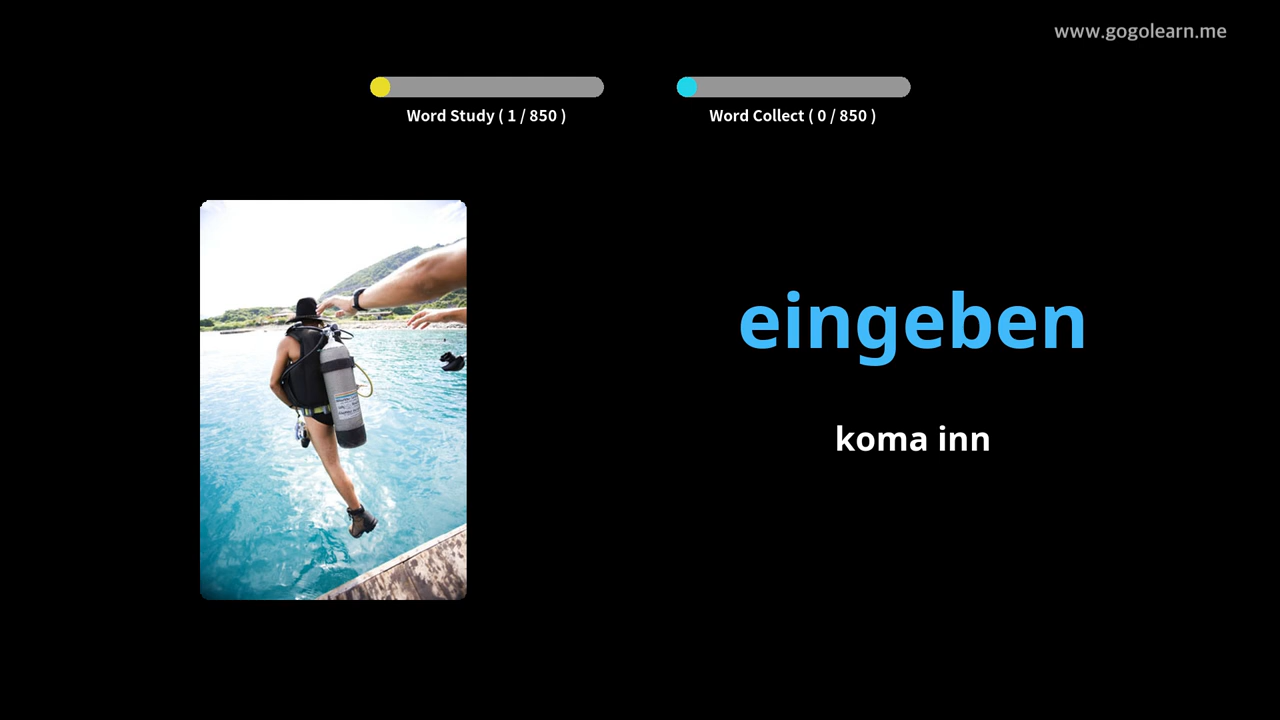 www.gogolearn.me
Word Study ( 1 / 850 )
Word Collect ( 0 / 850 )
eingeben
koma inn